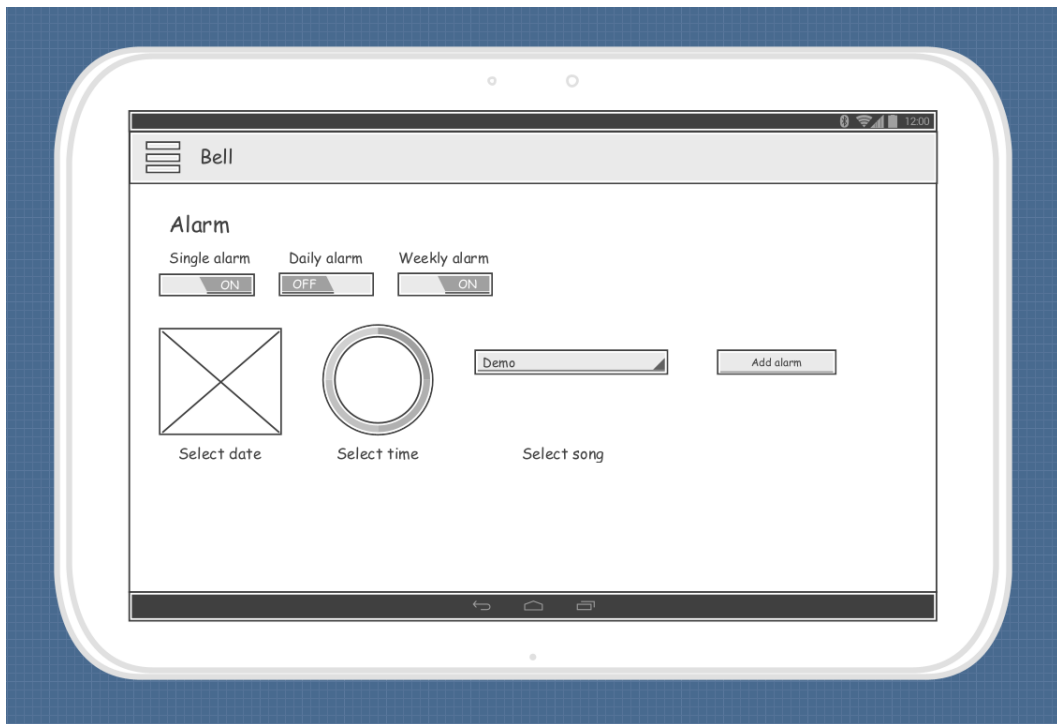 12:00
Bell
Alarm
Single alarm Daily alarm Weekly alarm
ON OFF ON
Demo Add alarm
Select date Select time Select song